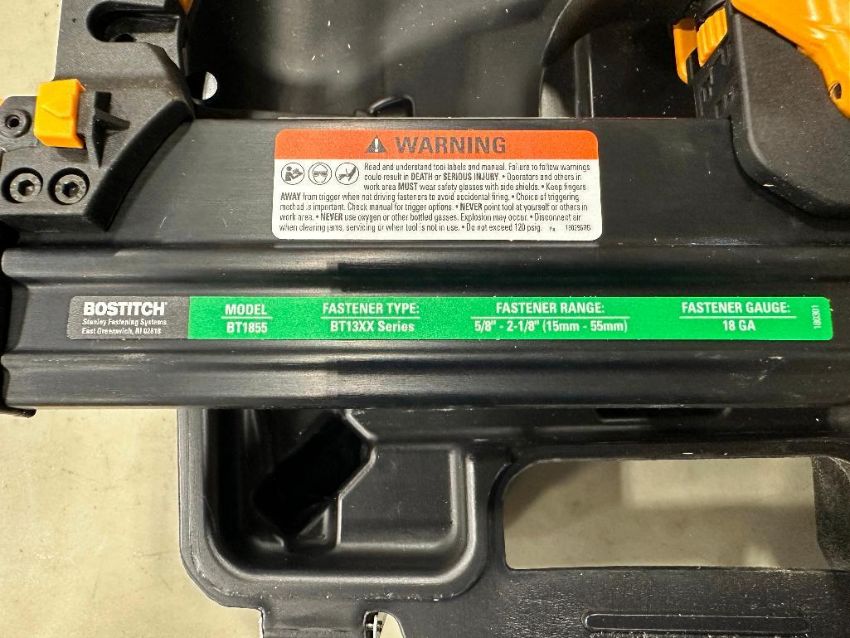 WARNING
Read and understand tool labels and manual. Failure to follow warnings
could result in DEATH or SERIOUS INJURY. • Operators and others in
work area MUST wear safety glasses with side shields. • Keep fingers
AWAY from trigger when not driving fasteners to avoid accidental firing. • Choice of triggering
method is important. Check manual for trigger options. • NEVER point tool at yourself or others in
work area. • NEVER use oxygen or other bottled gasses. Explosion may occur. • Disconnect air
when clearing jams, servicing or when tool is not in use. • Do not exceed 120 psig.
BOSTITCH®
Stanley Fastening Systems
East Greenwich, RI 02818
MODEL
BT1855
FASTENER TYPE:
BT13XX Series
FASTENER RANGE:
5/8" - 2-1/8" (15mm - 55mm)
FASTENER GAUGE:
18 GA
180301